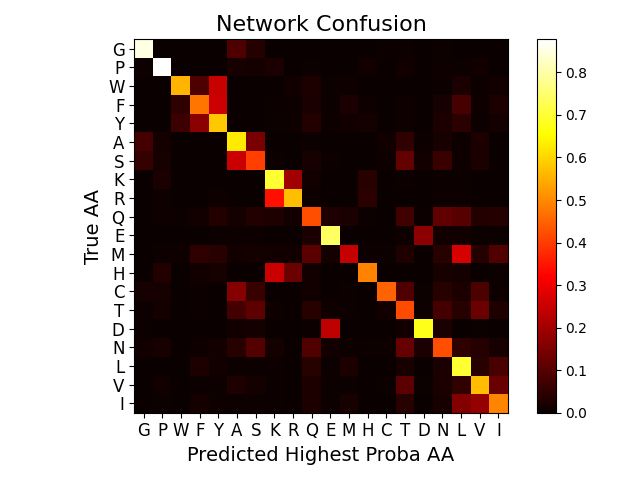 Network Confusion
True AA
G
P
W
F
Y
A
S
K
R
Q
E
M
H
C
T
D
N
L
V
I
G P W F Y A S K R Q E M H C T D N L V I
Predicted Highest Proba AA
0.8
0.7
0.6
0.5
0.4
0.3
0.2
0.1
0.0